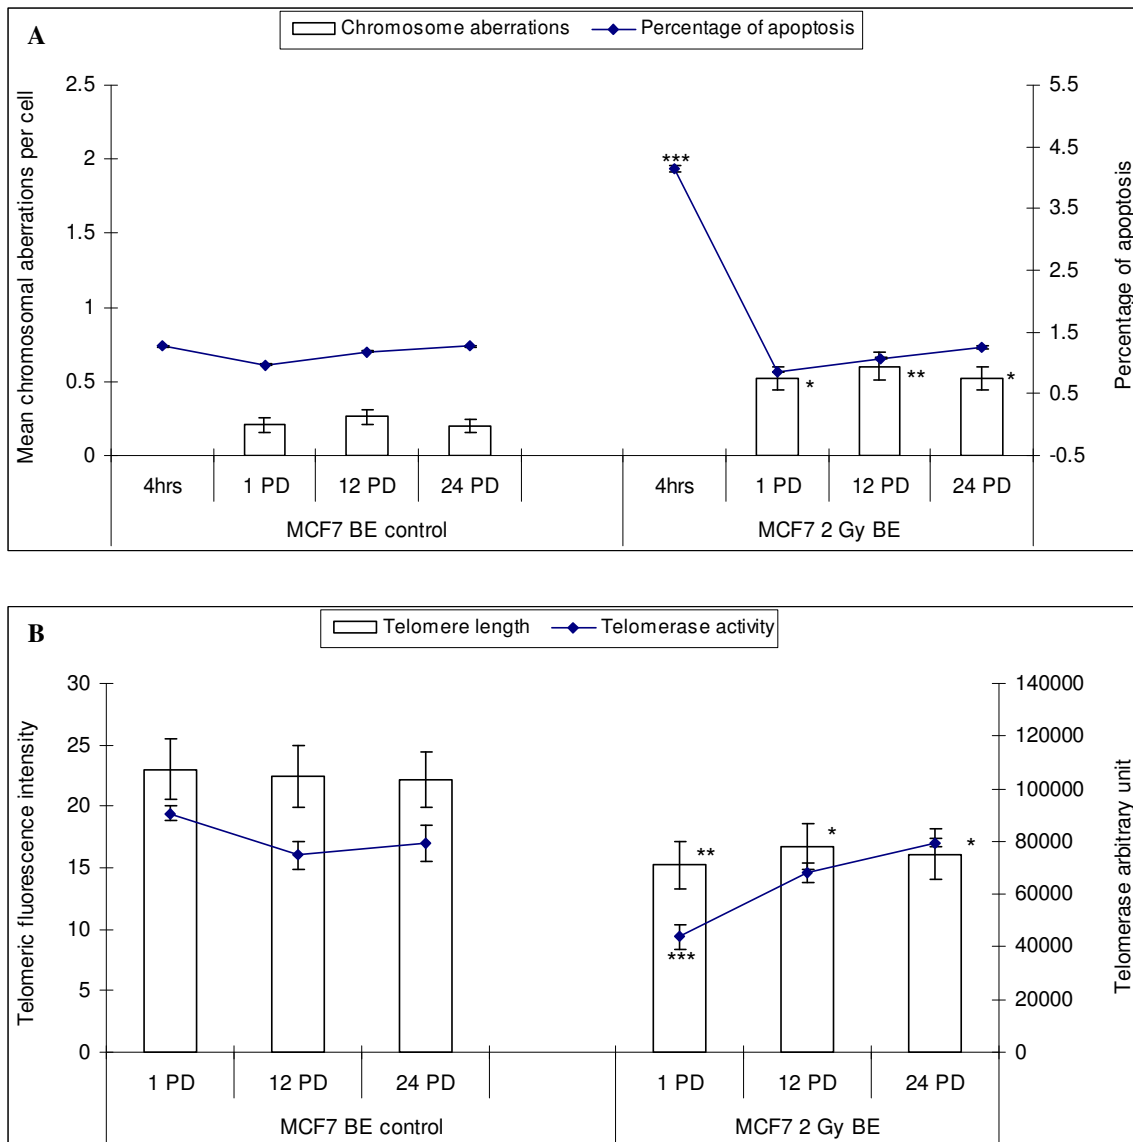 A
Chromosome aberrations
Percentage of apoptosis
Mean chromosomal aberrations per cell
2.5
2
1.5
1
0.5
0
5.5
4.5
3.5
2.5
1.5
0.5
-0.5
Percentage of apoptosis
***
*
**
*
4hrs 1 PD 12 PD 24 PD 4hrs 1 PD 12 PD 24 PD
MCF7 BE control MCF7 2 Gy BE
B
Telomere length
Telomerase activity
Telomeric fluorescence intensity
30
25
20
15
10
5
0
140000
120000
100000
80000
60000
40000
20000
0
Telomerase arbitrary unit
**
*
*
***
1 PD 12 PD 24 PD 1 PD 12 PD 24 PD
MCF7 BE control MCF7 2 Gy BE